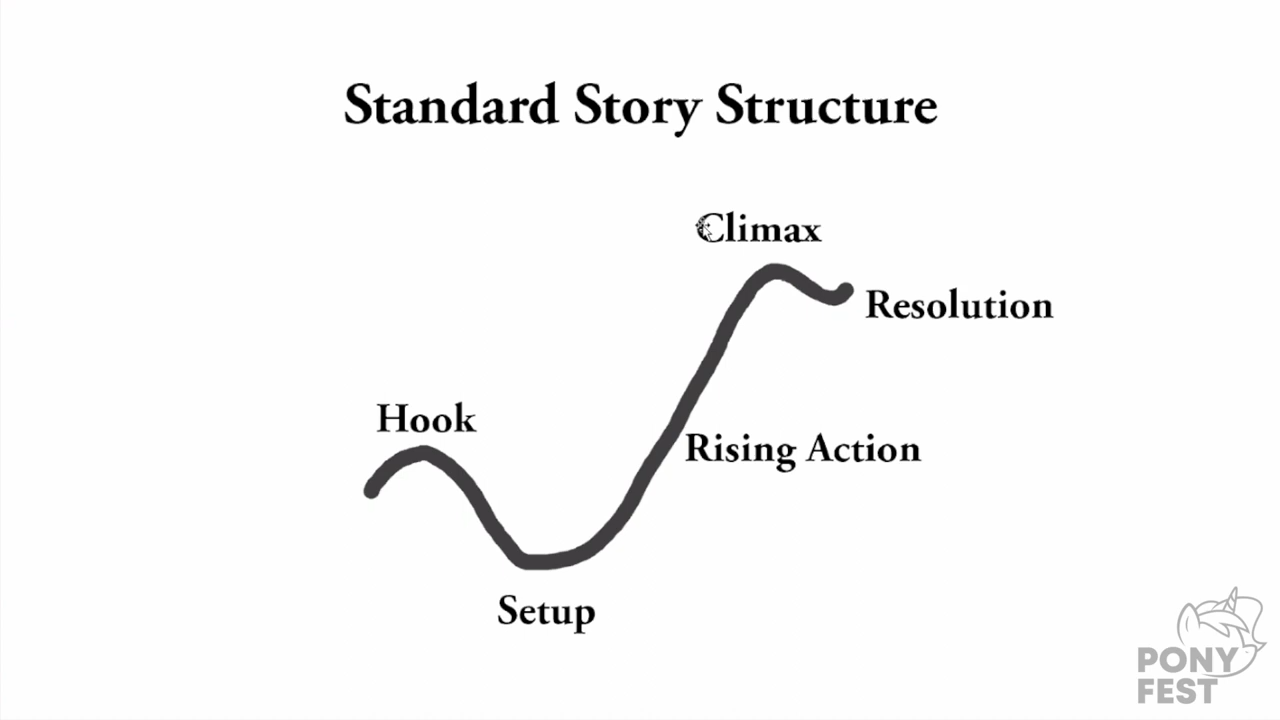 Standard Story Structure
Climax
Resolution
Hook
Rising Action
Setup
PONY
FEST